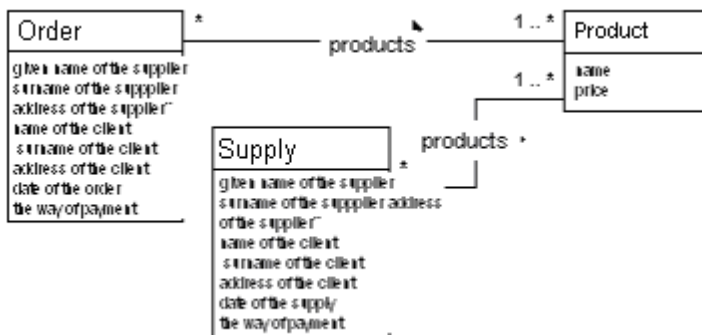 Order
*
products
1 .. *
Product
given name of the supplier
surname of the suppplier
address of the supplier"
name of the client
surname of the client
address of the client
date of the order
the way of payment
name
price
1 .. *
products
Supply
*
given name of the supplier
surname of the suppplier address
of the supplier"
name of the client
surname of the client
address of the client
date of the supply
the way of payment